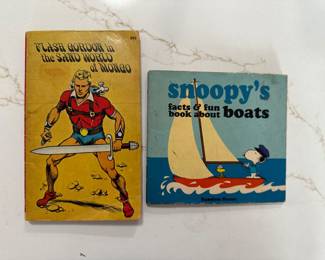 FLASH GORDON in
the SAND WORLD
of MONGO
snoopy's
facts & fun
book about boats